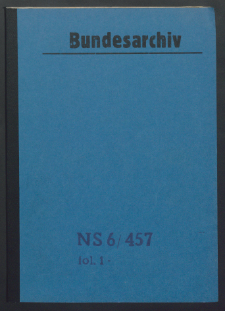 Bundesarchiv
NS 6/457
fol. 1-